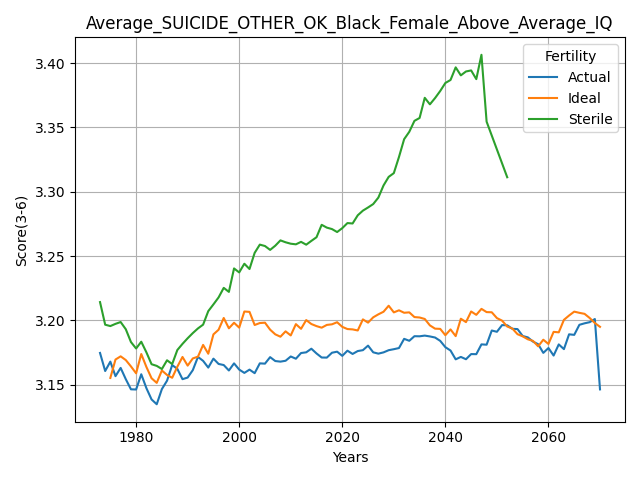 Average_SUICIDE_OTHER_OK_Black_Female_Above_Average_IQ
Fertility
Actual
Ideal
Sterile
Score(3-6)
3.40
3.35
3.30
3.25
3.20
3.15
1980
2000
2020
2040
2060
Years